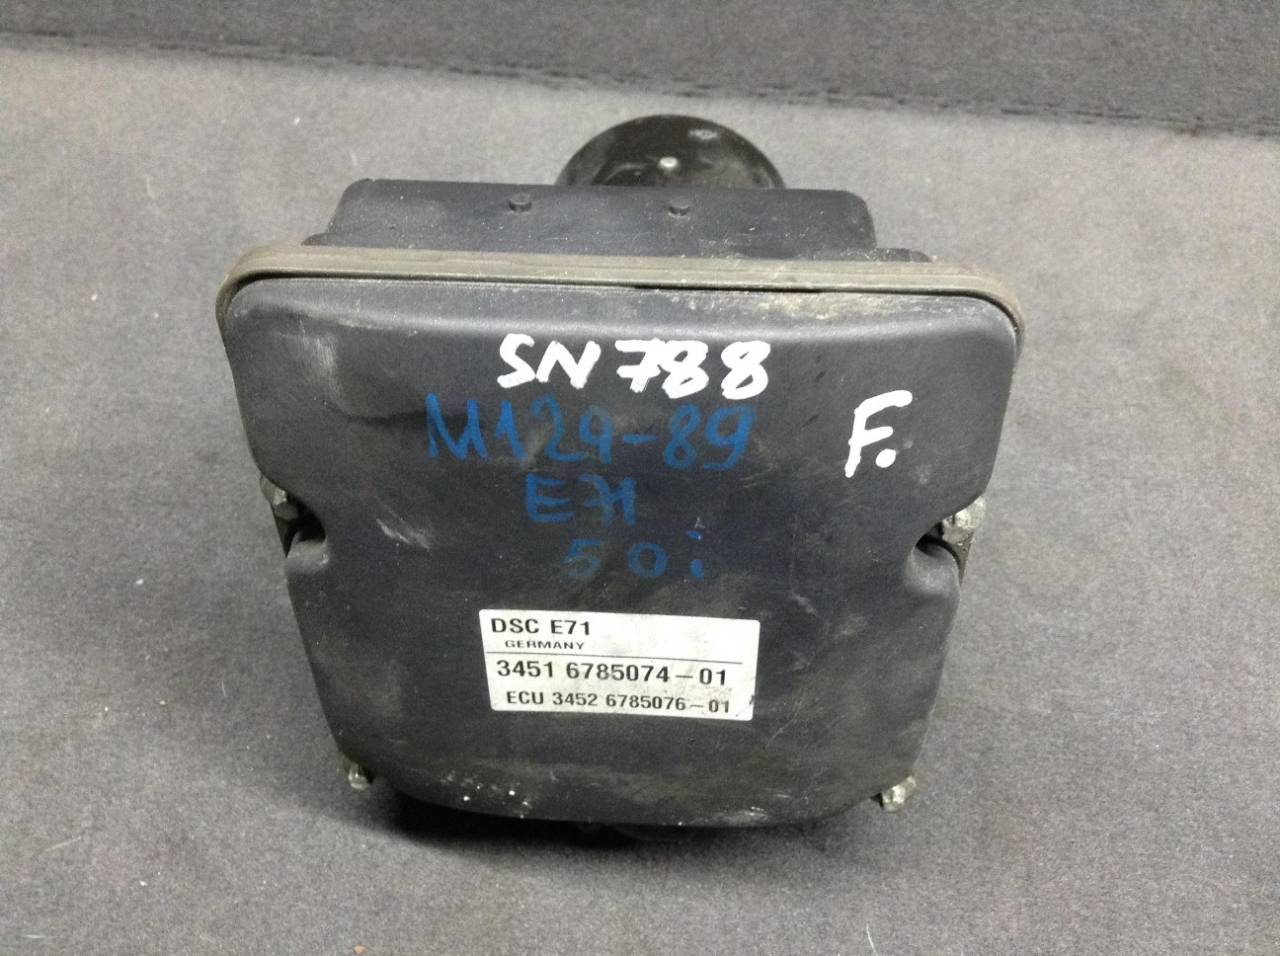 SN788
M129-89
F.
E71
50i
DSC E71
GERMANY
3451 6785074-01
ECU 3452 6785076-01